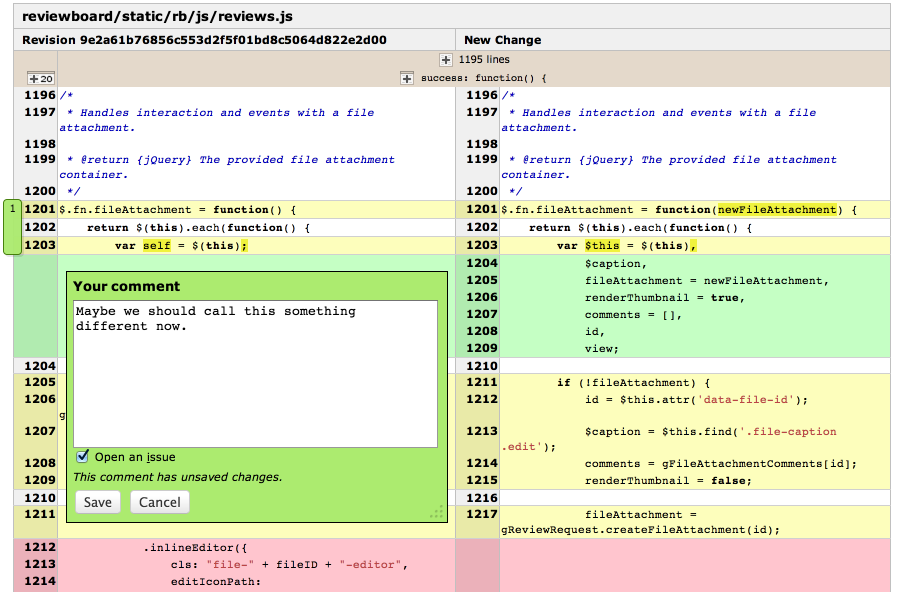 reviewboard/static/rb/js/reviews.js
Revision 9e2a61b76856c553d2f5f01bd8c5064d822e2d00 New Change
+ 1195 lines
+20 + success: function() {
1196 /* 1196 /*
1197 * Handles interaction and events with a file 1197 * Handles interaction and events with a file
attachment. attachment.
1198 1198
1199 * @return {jQuery} The provided file attachment 1199 * @return {jQuery} The provided file attachment
container. container.
1200 */ 1200 */
1 1201 $.fn.fileAttachment = function() { 1201 $.fn.fileAttachment = function(newFileAttachment) {
1202 return $(this).each(function() { 1202 return $(this).each(function() {
1203 var self = $(this); 1203 var $this = $(this),
1204 $caption,
1205 fileAttachment = newFileAttachment,
1206 renderThumbnail = true,
1207 comments = [],
1208 id,
1209 view;
Your comment
Maybe we should call this something
different now.
1204 1210
1205 1211 if (!fileAttachment) {
1206 1212 id = $this.attr('data-file-id');
g
1207 1213 $caption = $this.find('.file-caption
.edit');
Open an issue
1208 1214 comments = gFileAttachmentComments[id];
This comment has unsaved changes.
1209 1215 renderThumbnail = false;
1210 Save Cancel 1216
1211 1217 fileAttachment =
gReviewRequest.createFileAttachment(id);
1212 .inlineEditor({
1213 cls: "file-" + fileID + "-editor",
1214 editIconPath: